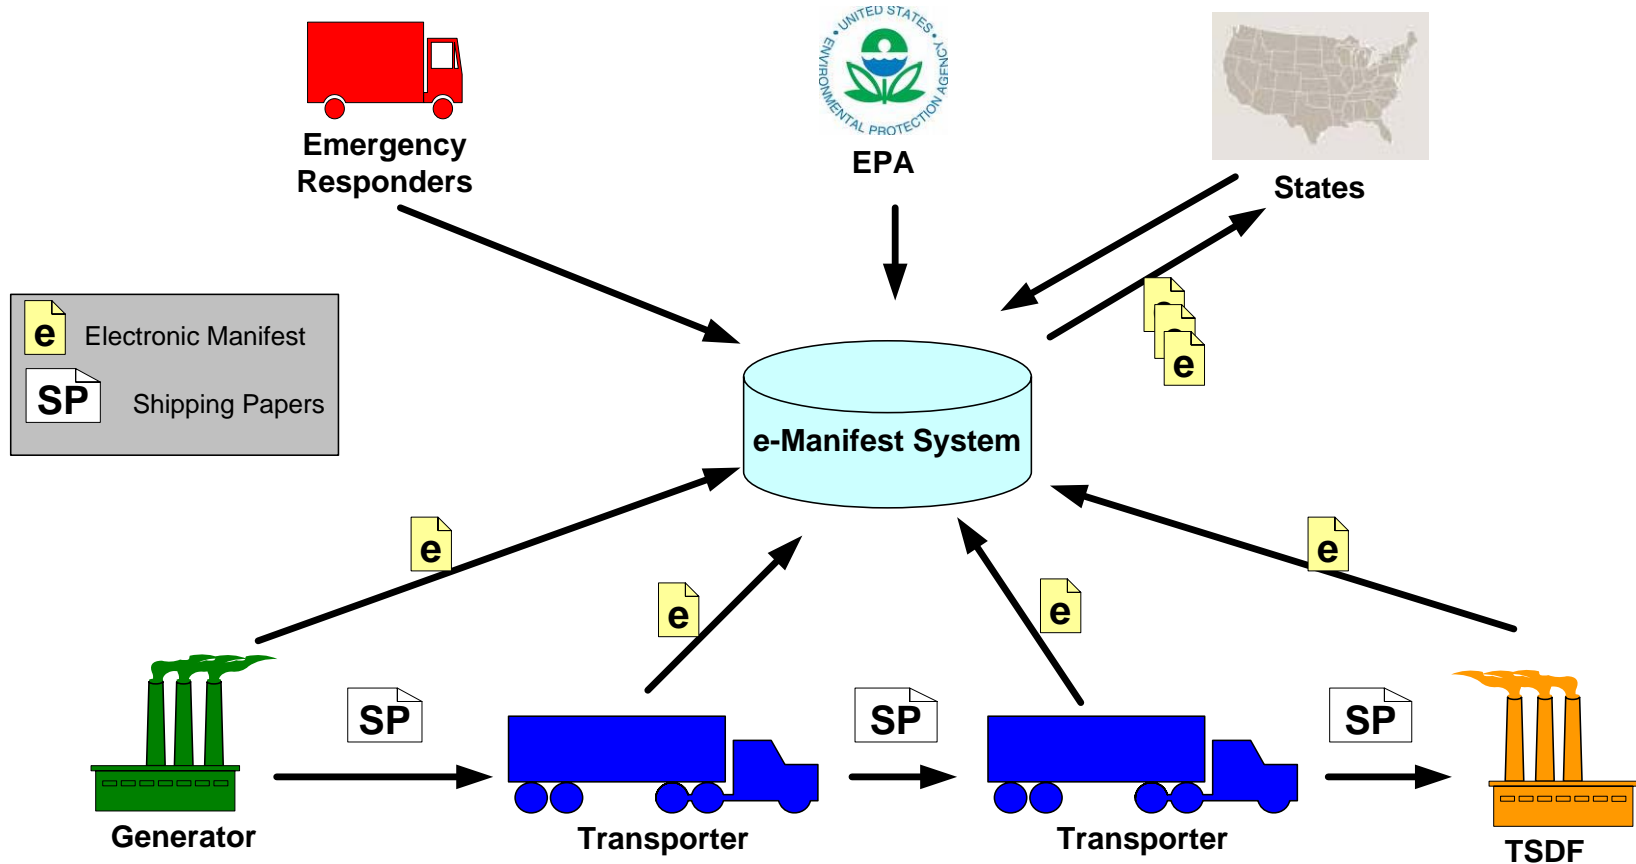 UNITED STATES
ENVIRONMENTAL PROTECTION AGENCY
Emergency
Responders
EPA
States
e
Electronic Manifest
SP
Shipping Papers
e
e
e
e-Manifest System
e
e
e
e
SP
SP
SP
Generator
Transporter
Transporter
TSDF